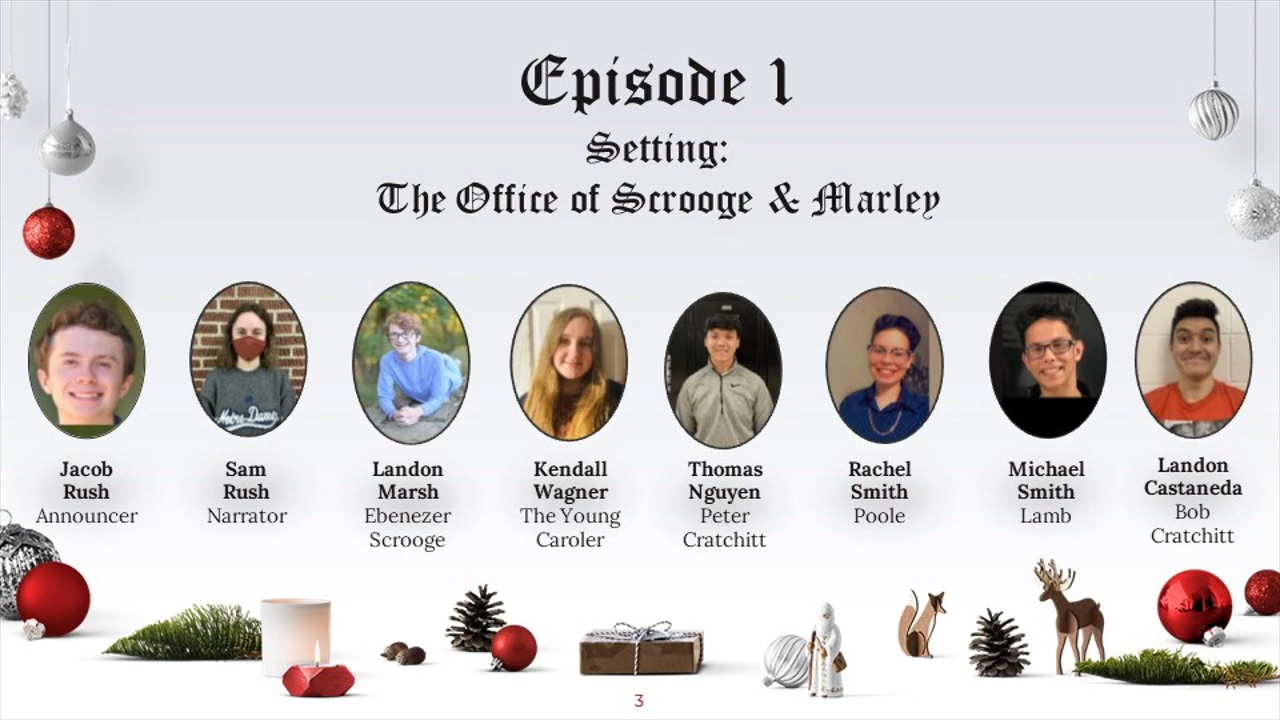 Episode 1
Setting:
The Office of Scrooge & Marley
Notre Dame
Jacob
Rush
Announcer
Sam
Rush
Narrator
Landon
Marsh
Ebenezer
Scrooge
Kendall
Wagner
The Young
Caroler
Thomas
Nguyen
Peter
Cratchitt
Rachel
Smith
Poole
Michael
Smith
Lamb
Landon
Castaneda
Bob
Cratchitt
3